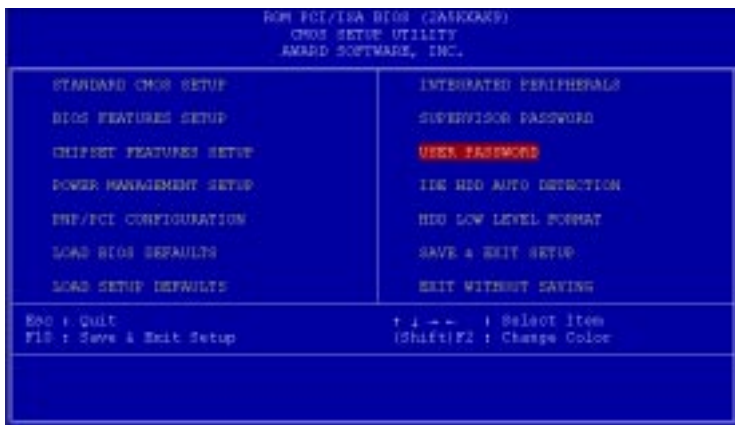 ROM PCI/ISA BIOS (2A5KKAK9)
CMOS SETUP UTILITY
AWARD SOFTWARE, INC.
STANDARD CMOS SETUP
BIOS FEATURES SETUP
CHIPSET FEATURES SETUP
POWER MANAGEMENT SETUP
PNP/PCI CONFIGURATION
LOAD BIOS DEFAULTS
LOAD SETUP DEFAULTS
INTEGRATED PERIPHERALS
SUPERVISOR PASSWORD
USER PASSWORD
IDE HDD AUTO DETECTION
HDD LOW LEVEL FORMAT
SAVE & EXIT SETUP
EXIT WITHOUT SAVING
Esc : Quit
F10 : Save & Exit Setup
↑ ↓ → ← : Select Item
(Shift)F2 : Change Color